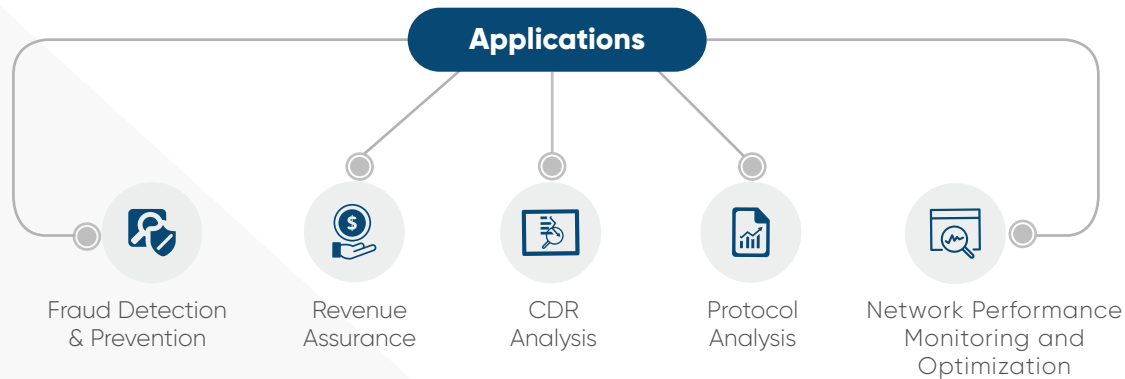 Applications
Fraud Detection
& Prevention
Revenue
Assurance
CDR
Analysis
Protocol
Analysis
Network Performance
Monitoring and
Optimization